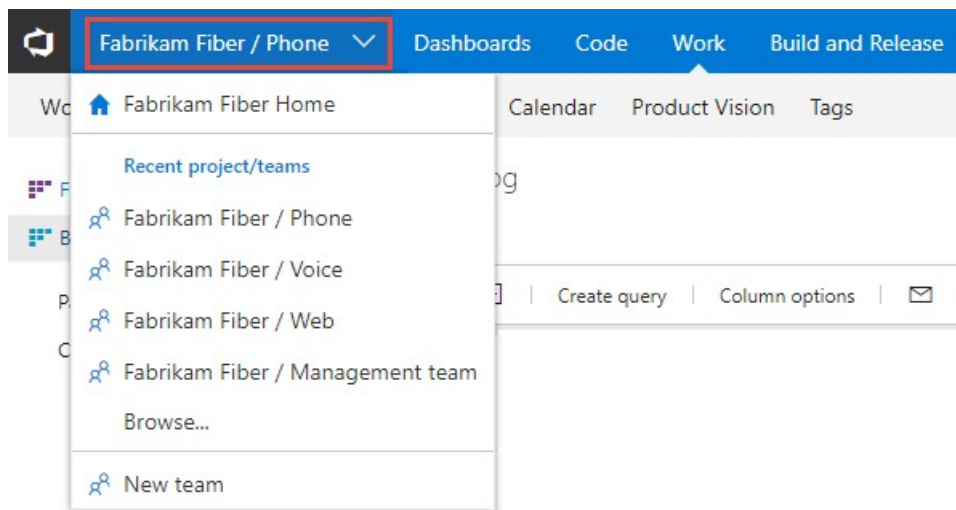 Fabrikam Fiber / Phone Dashboards Code Work Build and Release
Wo
Fabrikam Fiber Home
Calendar Product Vision Tags
Recent project/teams
og
F
Fabrikam Fiber / Phone
B
Fabrikam Fiber / Voice
P
Create query Column options
Fabrikam Fiber / Web
Fabrikam Fiber / Management team
Browse...
New team